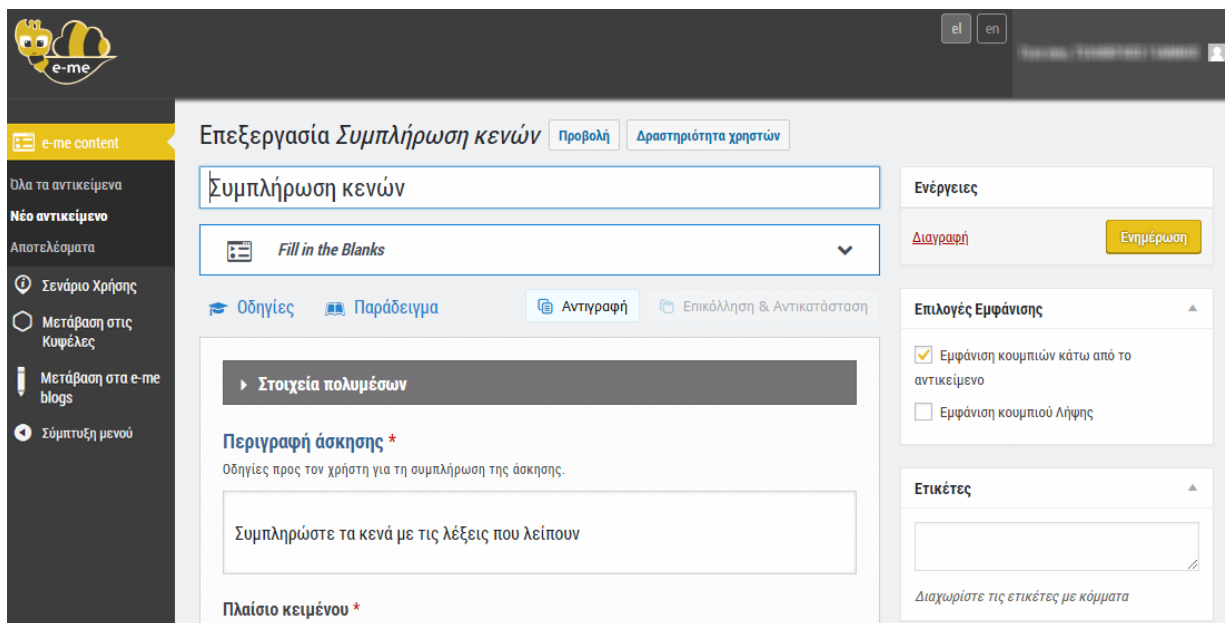 e-me
el
en
e-me content
Όλα τα αντικείμενα
Νέο αντικείμενο
Αποτελέσματα
Σενάριο Χρήσης
Μετάβαση στις
Κυψέλες
Μετάβαση στα e-me
blogs
Σύμπτυξη μενού
Επεξεργασία Συμπλήρωση κενών
Προβολή
Δραστηριότητα χρηστών
Συμπλήρωση κενών
Fill in the Blanks
Οδηγίες
Παράδειγμα
Αντιγραφή
Επικόλληση & Αντικατάσταση
Στοιχεία πολυμέσων
Περιγραφή άσκησης *
Οδηγίες προς τον χρήστη για τη συμπλήρωση της άσκησης.
Συμπληρώστε τα κενά με τις λέξεις που λείπουν
Πλαίσιο κειμένου *
Ενέργειες
Διαγραφή
Ενημέρωση
Επιλογές Εμφάνισης
Εμφάνιση κουμπιών κάτω από το
αντικείμενο
Εμφάνιση κουμπιού Λήψης
Ετικέτες
Διαχωρίστε τις ετικέτες με κόμματα